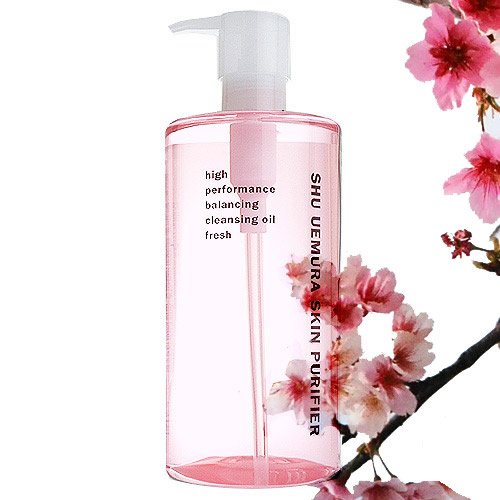 high
performance
balancing
cleansing oil
fresh
SHU UEMURA SKIN PURIFIER